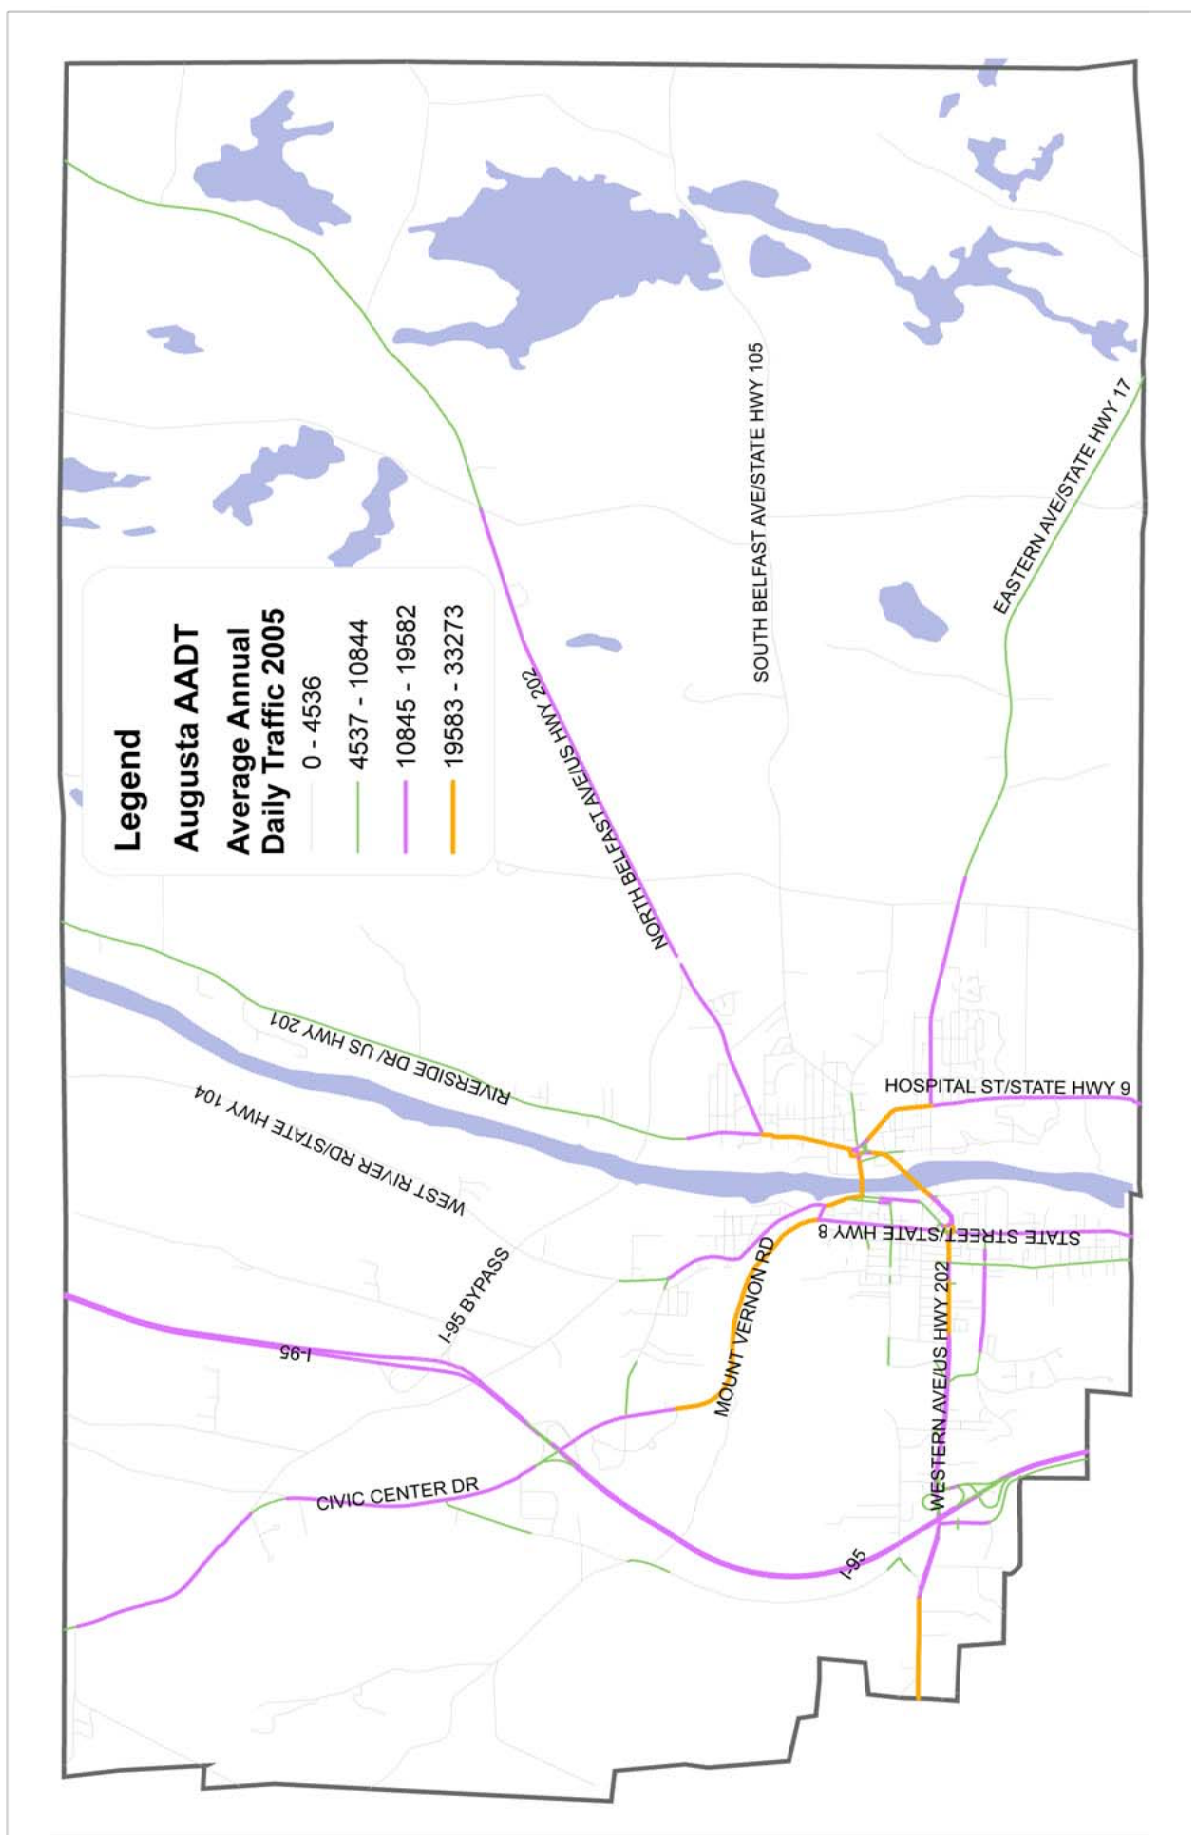 Legend
Augusta AADT
Average Annual
Daily Traffic 2005
0 - 4536
4537 - 10844
10845 - 19582
19583 - 33273
NORTH BELFAST AVE/US HWY 202
SOUTH BELFAST AVE/STATE HWY 105
EASTERN AVE/STATE HWY 17
RIVERSIDE DR/ US HWY 201
WEST RIVER RD/STATE HWY 104
HOSPITAL ST/STATE HWY 9
I-95 BYPASS
I-95
MOUNT VERNON RD
STATE STREET/STATE HWY 8
CIVIC CENTER DR
WESTERN AVE/US HWY 202
I-95